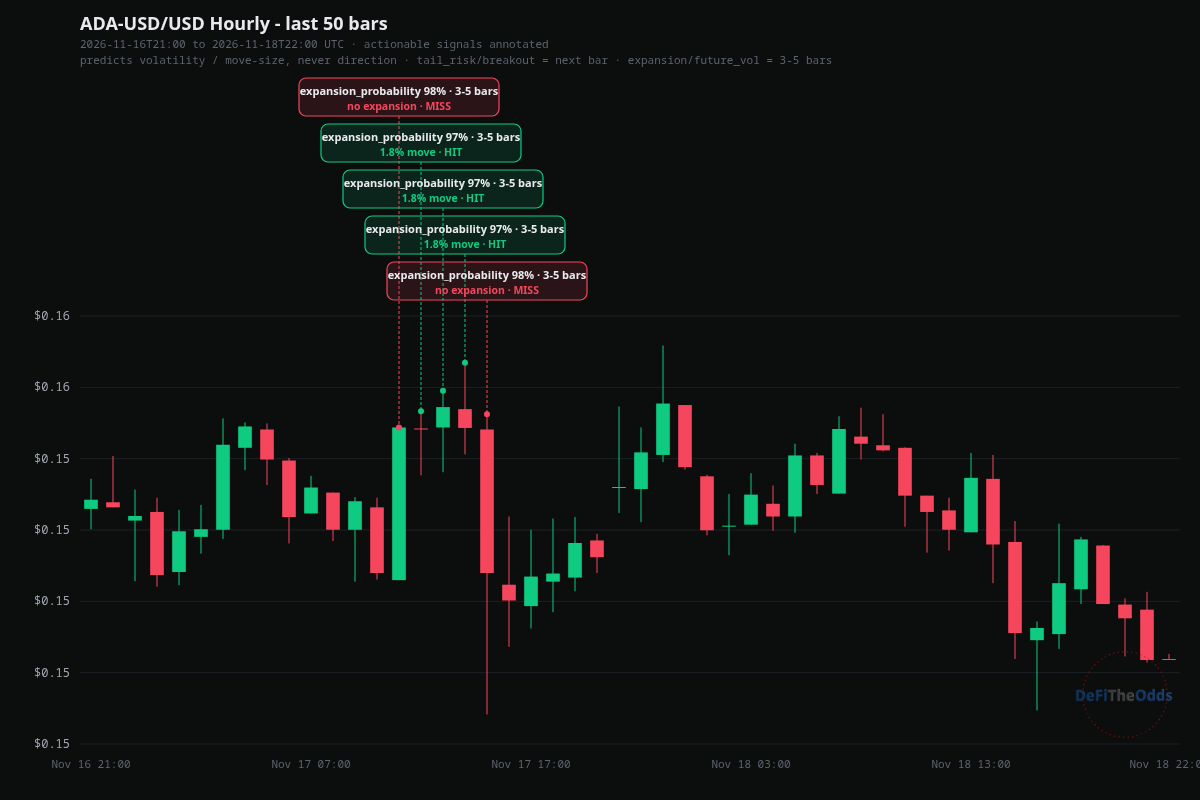 ADA-USD/USD Hourly - last 50 bars
2026-11-16T21:00 to 2026-11-18T22:00 UTC · actionable signals annotated
predicts volatility / move-size, never direction · tail_risk/breakout = next bar · expansion/future_vol = 3-5 bars
expansion_probability 98% · 3-5 bars
no expansion · MISS
expansion_probability 97% · 3-5 bars
1.8% move · HIT
expansion_probability 97% · 3-5 bars
1.8% move · HIT
expansion_probability 97% · 3-5 bars
1.8% move · HIT
expansion_probability 98% · 3-5 bars
no expansion · MISS
$0.16
$0.16
$0.15
$0.15
$0.15
$0.15
$0.15
DeFiTheOdds
Nov 16 21:00 Nov 17 07:00 Nov 17 17:00 Nov 18 03:00 Nov 18 13:00 Nov 18 22:0